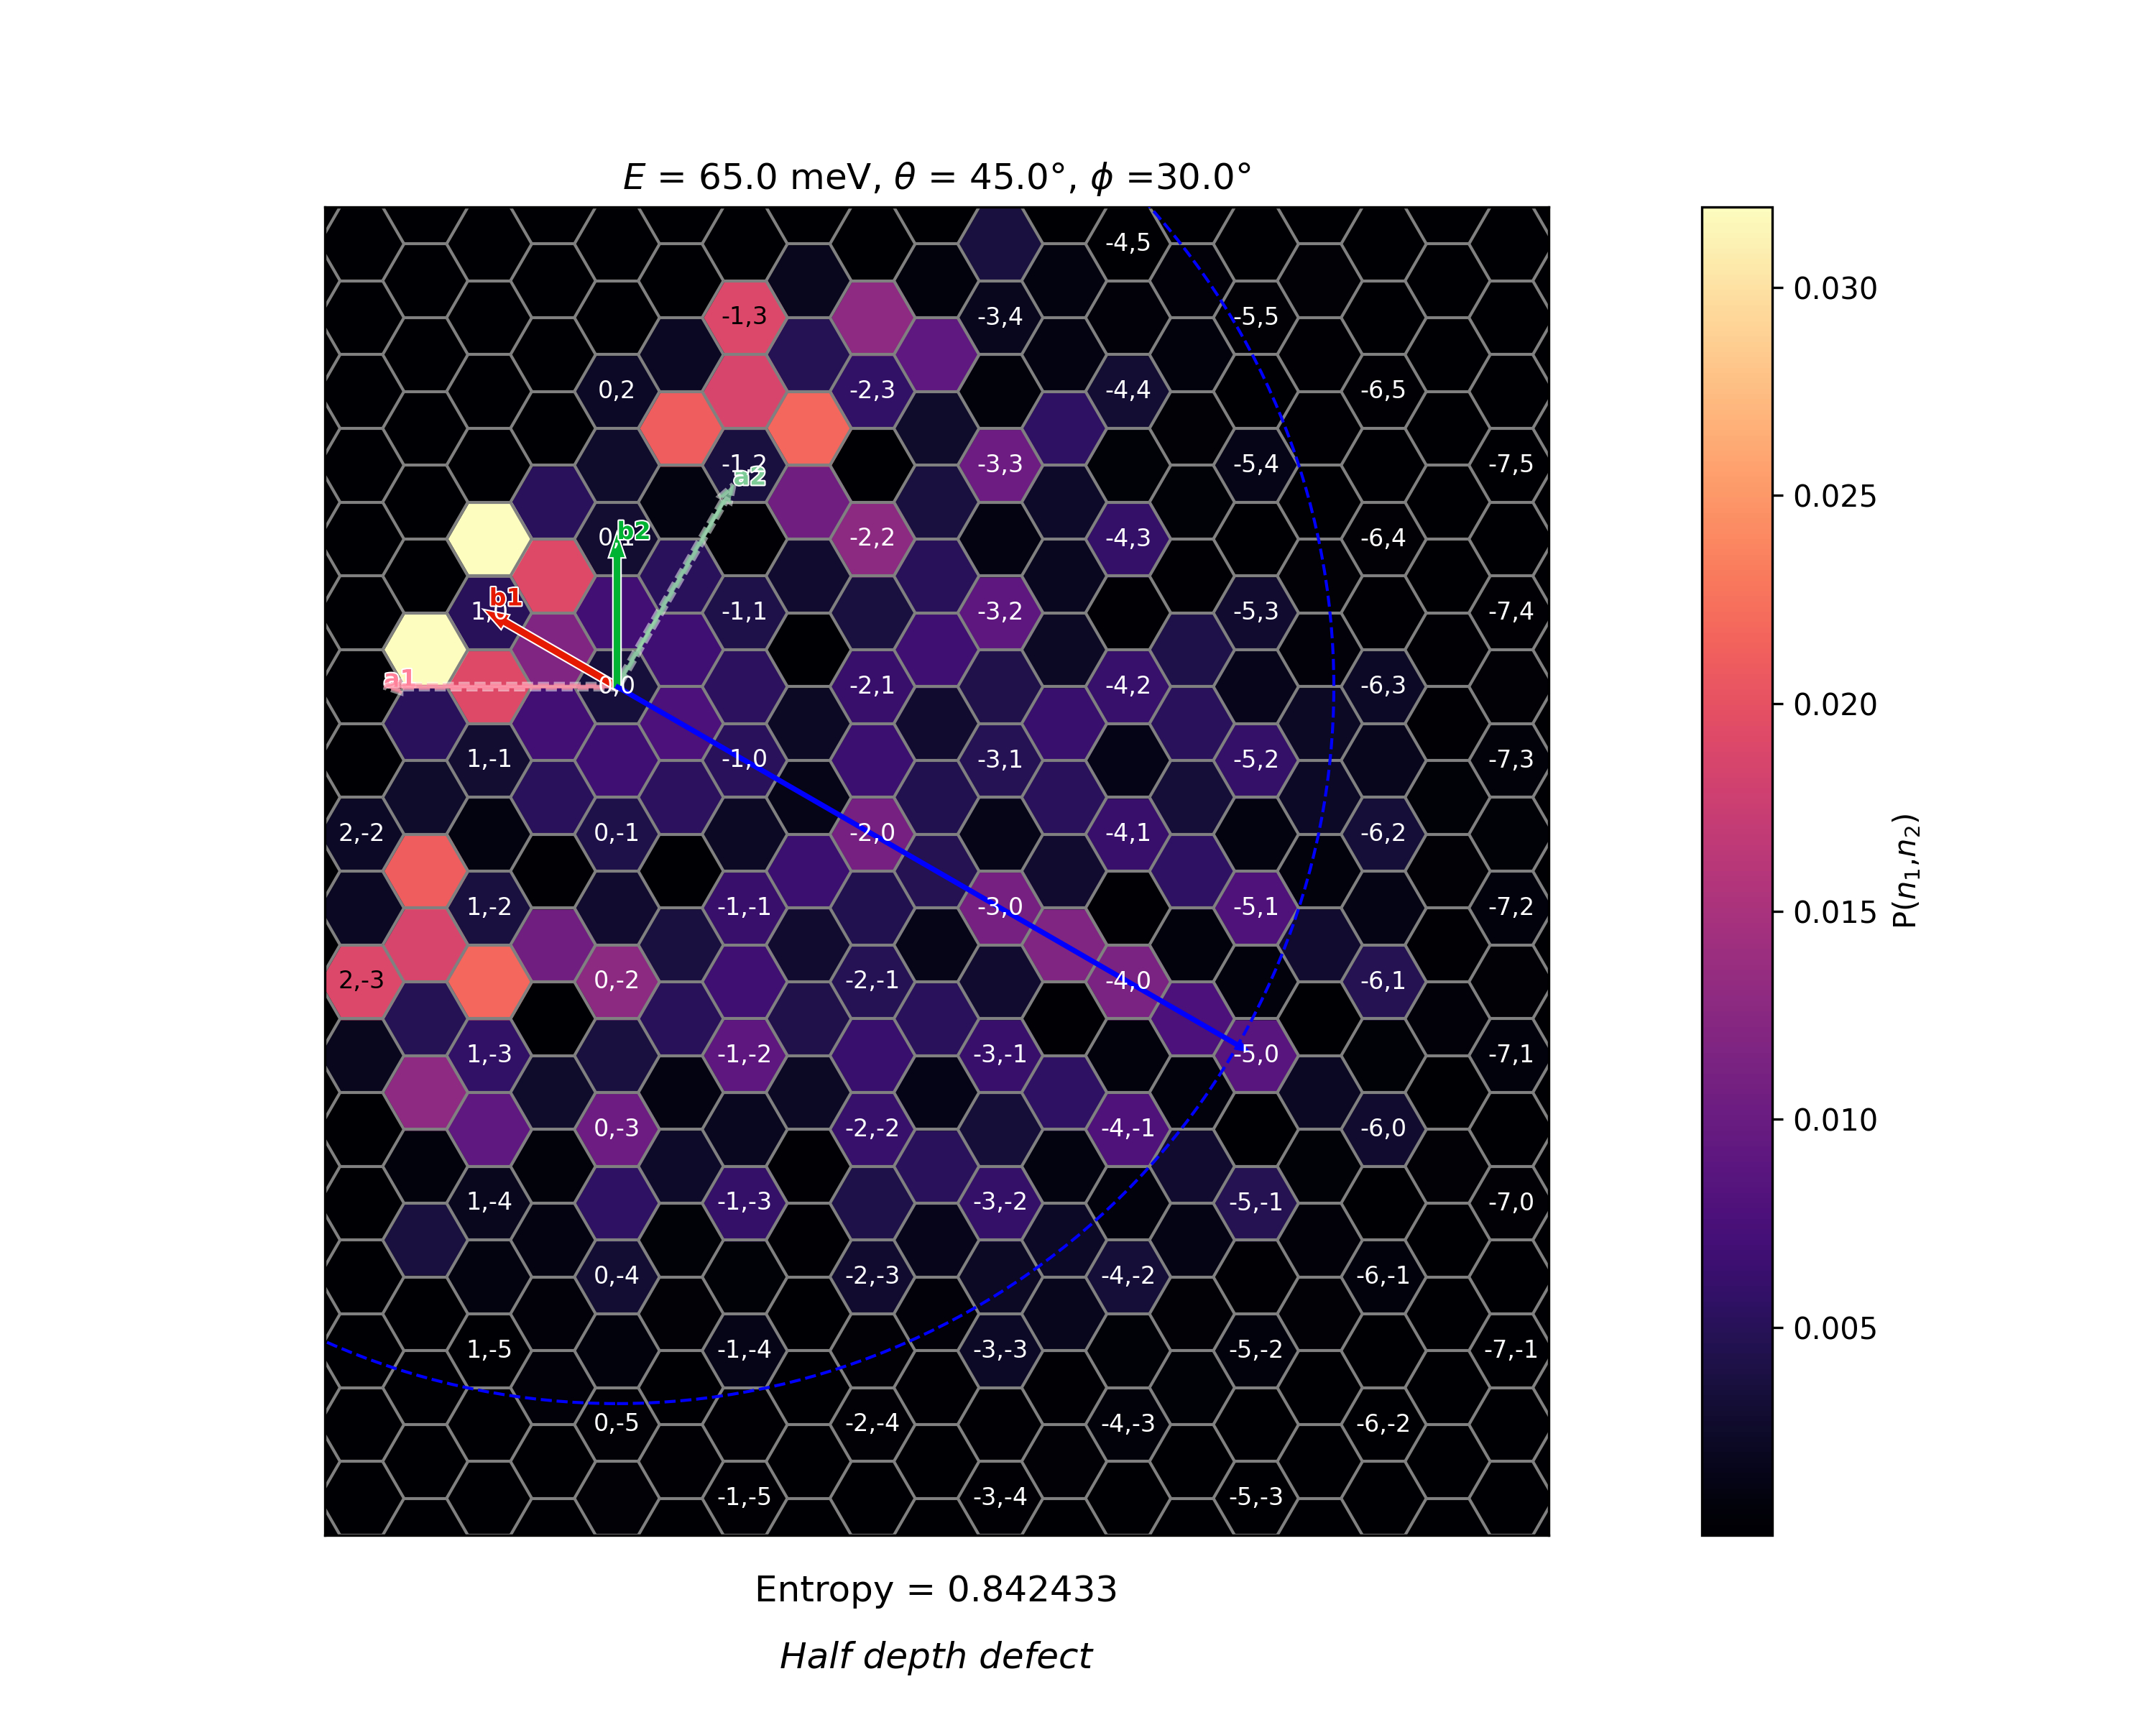 E = 65.0 meV, θ = 45.0°, ϕ =30.0°
-4,5
-1,3 -3,4 -5,5
0,2 -2,3 -4,4 -6,5
-1,2 -3,3 -5,4 -7,5
a2
0,1 b2 -2,2 -4,3 -6,4
b1
1,0 -1,1 -3,2 -5,3 -7,4
a1 0,0 -2,1 -4,2 -6,3
1,-1 -1,0 -3,1 -5,2 -7,3
2,-2 0,-1 -2,0 -4,1 -6,2
1,-2 -1,-1 -3,0 -5,1 -7,2
2,-3 0,-2 -2,-1 -4,0 -6,1
1,-3 -1,-2 -3,-1 -5,0 -7,1
0,-3 -2,-2 -4,-1 -6,0
1,-4 -1,-3 -3,-2 -5,-1 -7,0
0,-4 -2,-3 -4,-2 -6,-1
1,-5 -1,-4 -3,-3 -5,-2 -7,-1
0,-5 -2,-4 -4,-3 -6,-2
-1,-5 -3,-4 -5,-3
0.030
0.025
0.020
0.015
0.010
0.005
P(n₁,n₂)
Entropy = 0.842433
Half depth defect